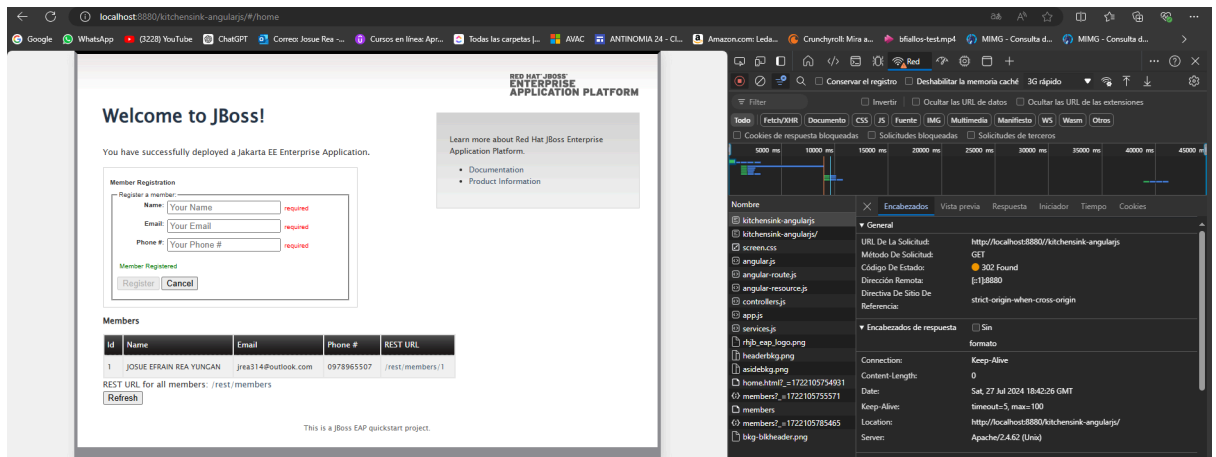 localhost:8880/kitchensink-angularjs/#/home
Google WhatsApp (3228) YouTube ChatGPT Correo: Josue Rea -... Cursos en línea: Apr... Todas las carpetas |... AVAC ANTINOMIA 24 - Cl... Amazon.com: Leda... Crunchyroll: Mira a... bfiallos-test.mp4 MIMG - Consulta d... MIMG - Consulta d...
RED HAT JBOSS
ENTERPRISE
APPLICATION PLATFORM
Welcome to JBoss!
You have successfully deployed a Jakarta EE Enterprise Application.
Member Registration
Register a member:
Name: Your Name required
Email: Your Email required
Phone #: Your Phone # required
Member Registered
Register Cancel
Members
Id Name Email Phone # REST URL
1 JOSUE EFRAIN REA YUNGAN jrea314@outlook.com 0978965507 /rest/members/1
REST URL for all members: /rest/members
Refresh
This is a JBoss EAP quickstart project.
Learn more about Red Hat JBoss Enterprise
Application Platform.
Documentation
Product Information
Red
Conservar el registro Deshabilitar la memoria caché 3G rápido
Filter Invertir Ocultar las URL de datos Ocultar las URL de las extensiones
Todo Fetch/XHR Documento CSS JS Fuente IMG Multimedia Manifiesto WS Wasm Otros
Cookies de respuesta bloqueadas Solicitudes bloqueadas Solicitudes de terceros
5000 ms 10000 ms 15000 ms 20000 ms 25000 ms 30000 ms 35000 ms 40000 ms 45000 m
Nombre
kitchensink-angularjs
kitchensink-angularjs/
screen.css
angular.js
angular-route.js
angular-resource.js
controllers.js
app.js
services.js
rhjb_eap_logo.png
headerbkg.png
asidebkg.png
home.html?_=1722105754931
members?_=1722105755571
members
members?_=1722105785465
bkg-blkheader.png
Encabezados Vista previa Respuesta Iniciador Tiempo Cookies
General
URL De La Solicitud: http://localhost:8880//kitchensink-angularjs
Método De Solicitud: GET
Código De Estado: 302 Found
Dirección Remota: [::1]:8880
Directiva De Sitio De
Referencia: strict-origin-when-cross-origin
Encabezados de respuesta Sin
formato
Connection: Keep-Alive
Content-Length: 0
Date: Sat, 27 Jul 2024 18:42:26 GMT
Keep-Alive: timeout=5, max=100
Location: http://localhost:8880/kitchensink-angularjs/
Server: Apache/2.4.62 (Unix)